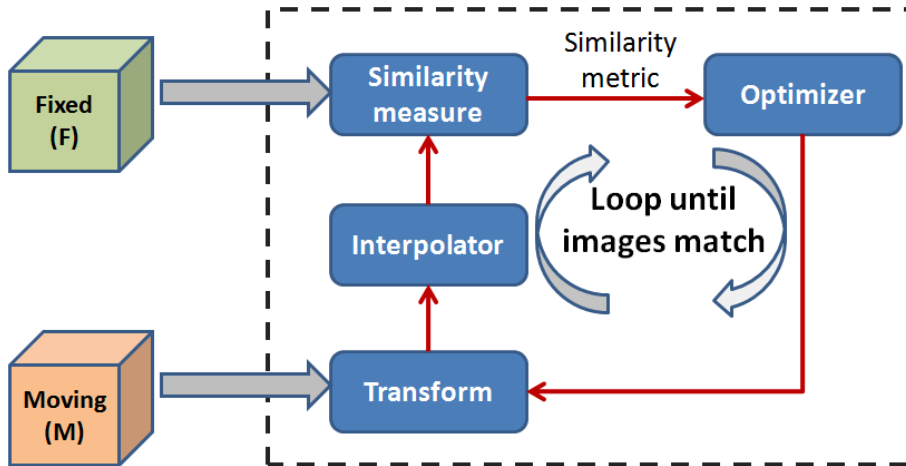 Fixed
(F)
Similarity
measure
Similarity
metric
Optimizer
Interpolator
Loop until
images match
Moving
(M)
Transform